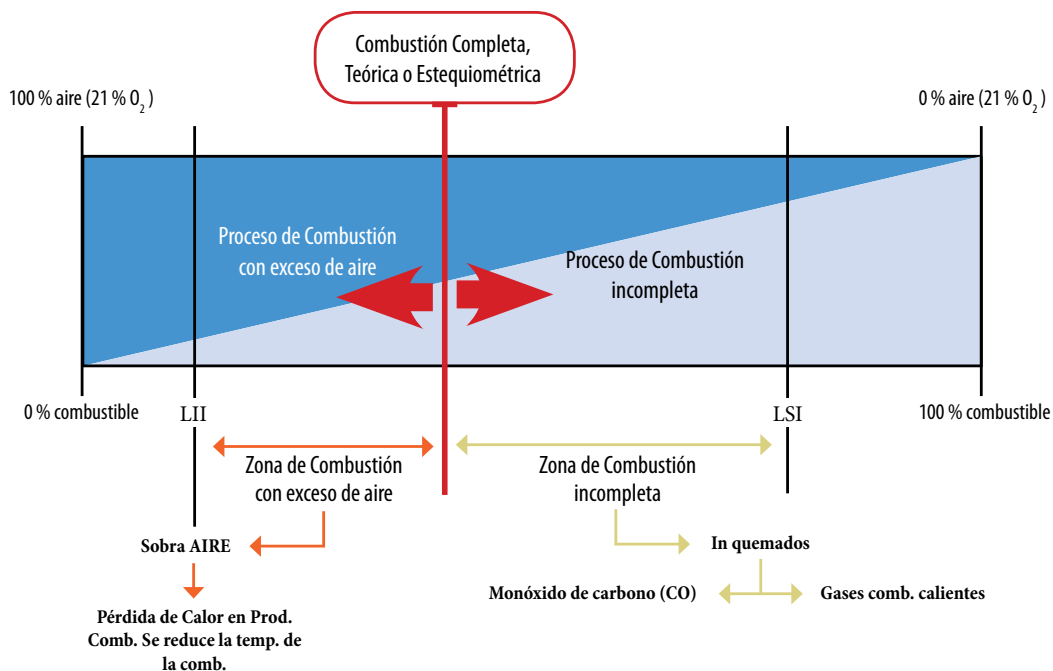 Combustión Completa,
Teórica o Estequiométrica
100 % aire (21 % O2 )
0 % aire (21 % O2 )
Proceso de Combustión
con exceso de aire
Proceso de Combustión
incompleta
0 % combustible
LII
LSI
100 % combustible
Zona de Combustión
con exceso de aire
Zona de Combustión
incompleta
Sobra AIRE
In quemados
Monóxido de carbono (CO)
Gases comb. calientes
Pérdida de Calor en Prod.
Comb. Se reduce la temp. de
la comb.